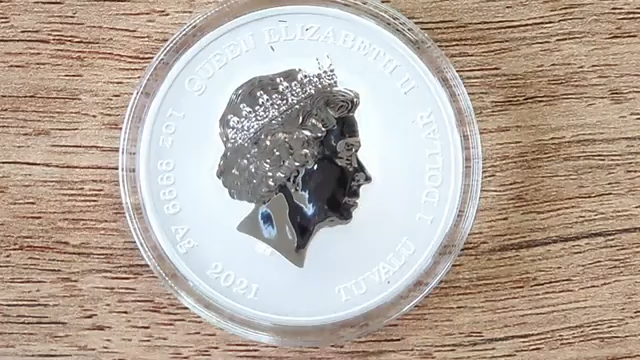 QUEEN ELIZABETH II
1 DOLLAR
TUVALU
2021
1oz 9999 Ag